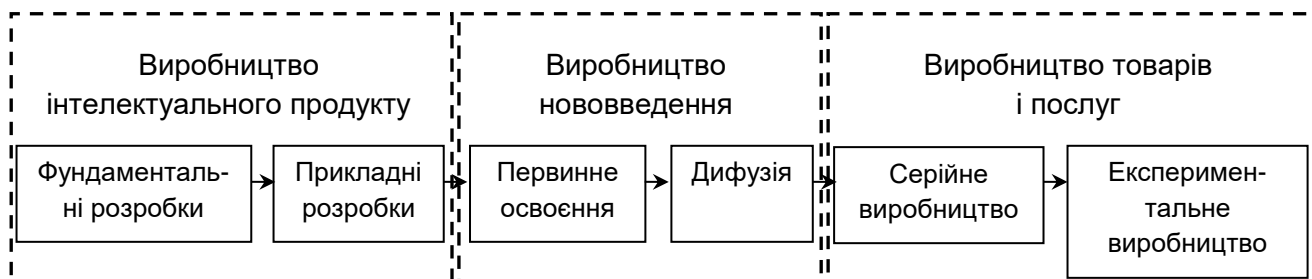 Виробництво
інтелектуального продукту
Виробництво
нововведення
Виробництво товарів
і послуг
Фундаменталь-
ні розробки
Прикладні
розробки
Первинне
освоєння
Дифузія
Серійне
виробництво
Експеримен-
тальне
виробництво